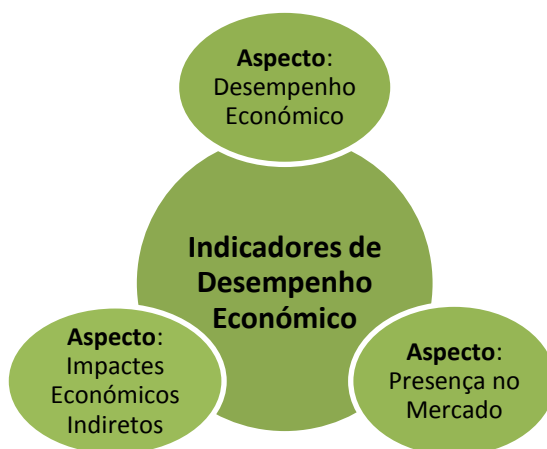 Aspecto:
Desempenho
Económico
Indicadores de
Desempenho
Económico
Aspecto:
Impactes
Económicos
Indiretos
Aspecto:
Presença no
Mercado